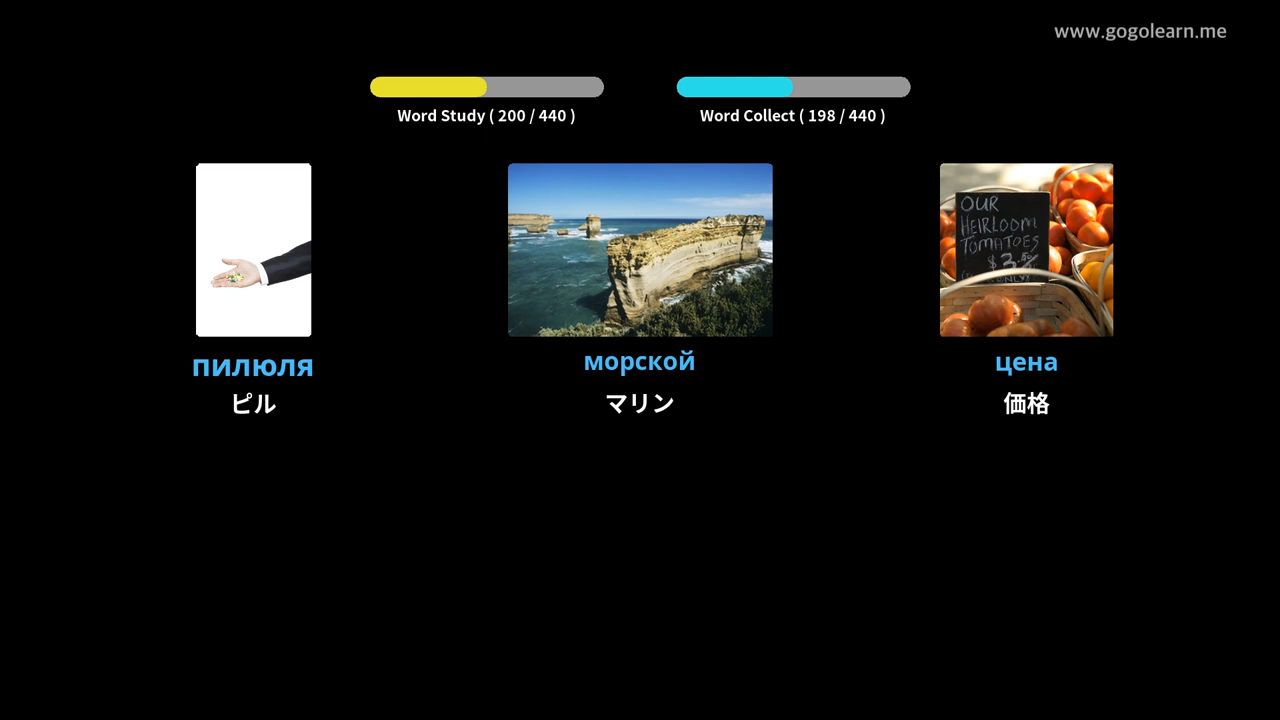 www.gogolearn.me
Word Study ( 200 / 440 )
Word Collect ( 198 / 440 )
OUR
HEIRLOOM
TOMATOES
пилюля
морской
цена
ピル
マリン
価格